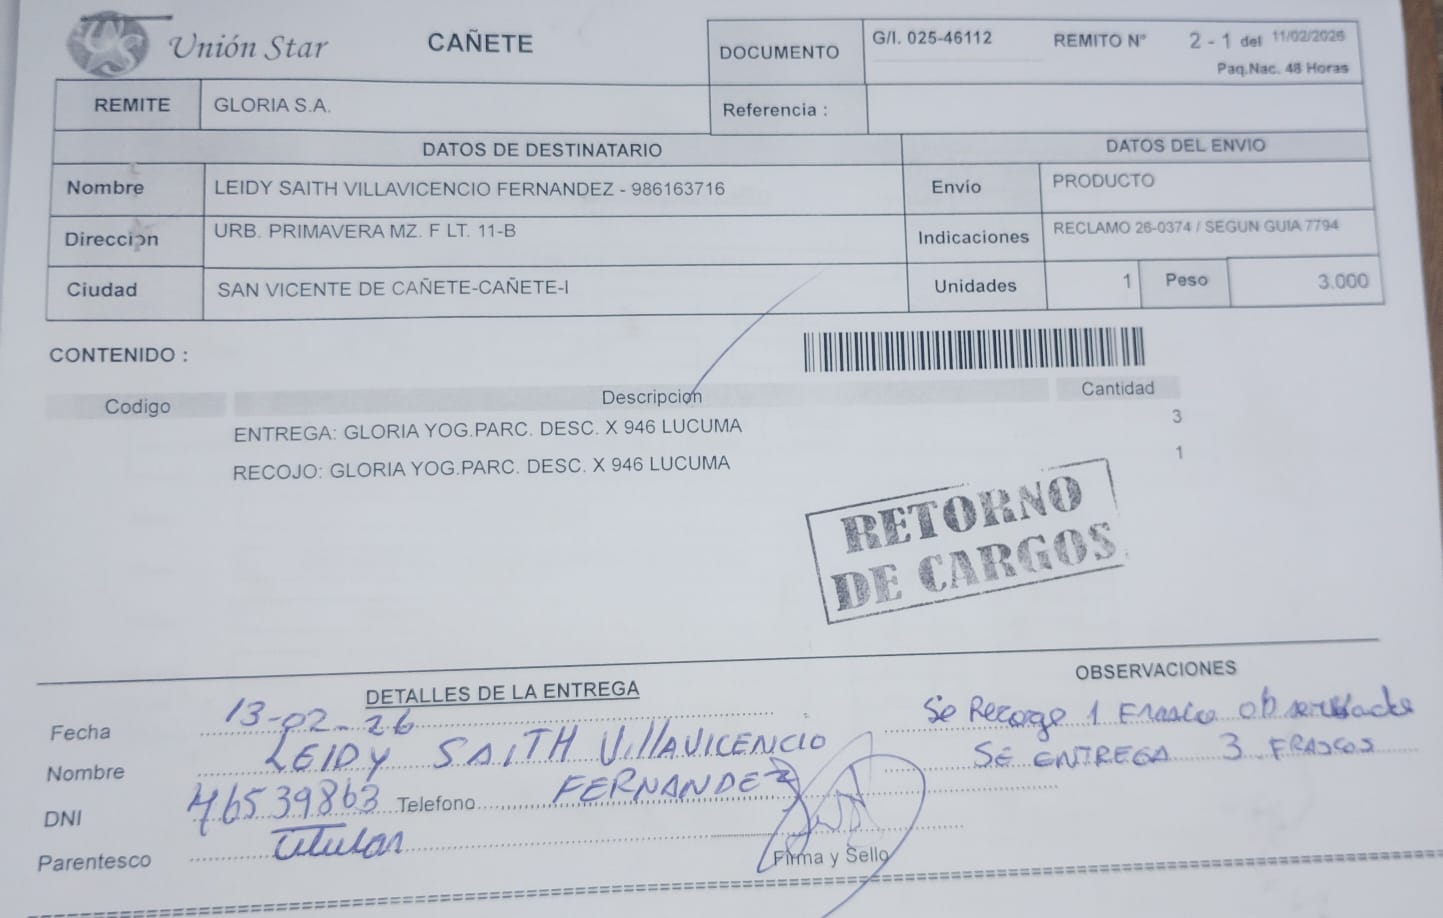 Unión Star
CAÑETE
DOCUMENTO G/I. 025-46112 REMITO N° 2 - 1 del 11/02/2026
Paq.Nac. 48 Horas
REMITE GLORIA S.A. Referencia :
DATOS DE DESTINATARIO DATOS DEL ENVIO
Nombre LEIDY SAITH VILLAVICENCIO FERNANDEZ - 986163716 Envío PRODUCTO
Direccion URB. PRIMAVERA MZ. F LT. 11-B Indicaciones RECLAMO 26-0374 / SEGUN GUIA 7794
Ciudad SAN VICENTE DE CAÑETE-CAÑETE-I Unidades 1 Peso 3.000
CONTENIDO :
Codigo Descripcion Cantidad
ENTREGA: GLORIA YOG.PARC. DESC. X 946 LUCUMA 3
RECOJO: GLORIA YOG.PARC. DESC. X 946 LUCUMA 1
RETORNO
DE CARGOS
DETALLES DE LA ENTREGA OBSERVACIONES
Fecha 13-02-26 Se Recoge 1 Frasco observado
Nombre LEIDY SAITH VILLAVICENCIO SE ENTREGA 3 FRASCOS
FERNANDEZ
DNI 46539863 Telefono
Parentesco titular Firma y Sello